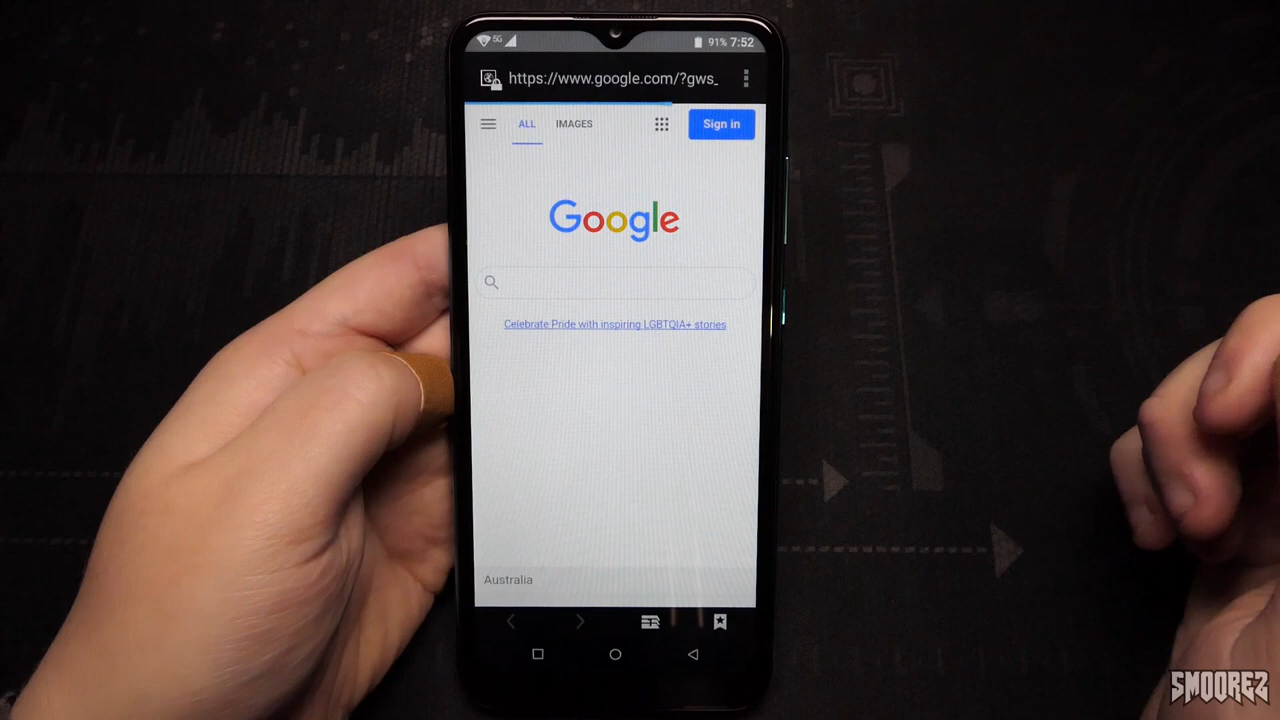 5G 91% 7:52
https://www.google.com/?gws_
ALL IMAGES Sign in
Google
Celebrate Pride with inspiring LGBTQIA+ stories
Australia
SMOOREZ